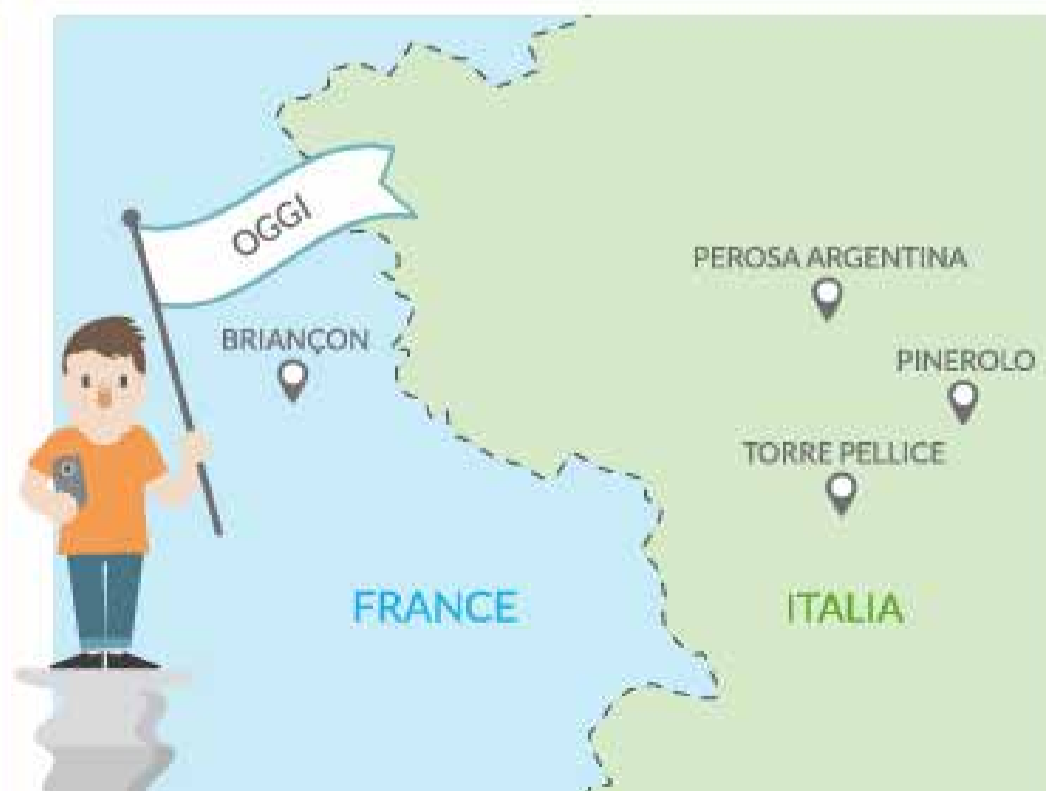 OGGI
PEROSA ARGENTINA
BRIANÇON
PINEROLO
TORRE PELLICE
FRANCE
ITALIA